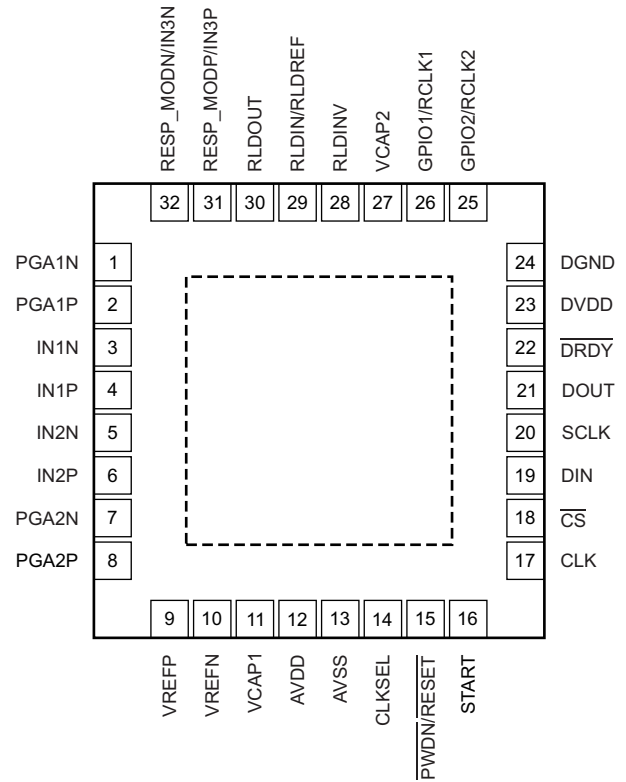 RESP_MODN/IN3N
RESP_MODP/IN3P
RLDOUT
RLDIN/RLDREF
RLDINV
VCAP2
GPIO1/RCLK1
GPIO2/RCLK2
32 31 30 29 28 27 26 25
PGA1N 1
PGA1P 2
IN1N 3
IN1P 4
IN2N 5
IN2P 6
PGA2N 7
PGA2P 8
24 DGND
23 DVDD
22 DRDY
21 DOUT
20 SCLK
19 DIN
18 CS
17 CLK
9 10 11 12 13 14 15 16
VREFP
VREFN
VCAP1
AVDD
AVSS
CLKSEL
PWDN/RESET
START